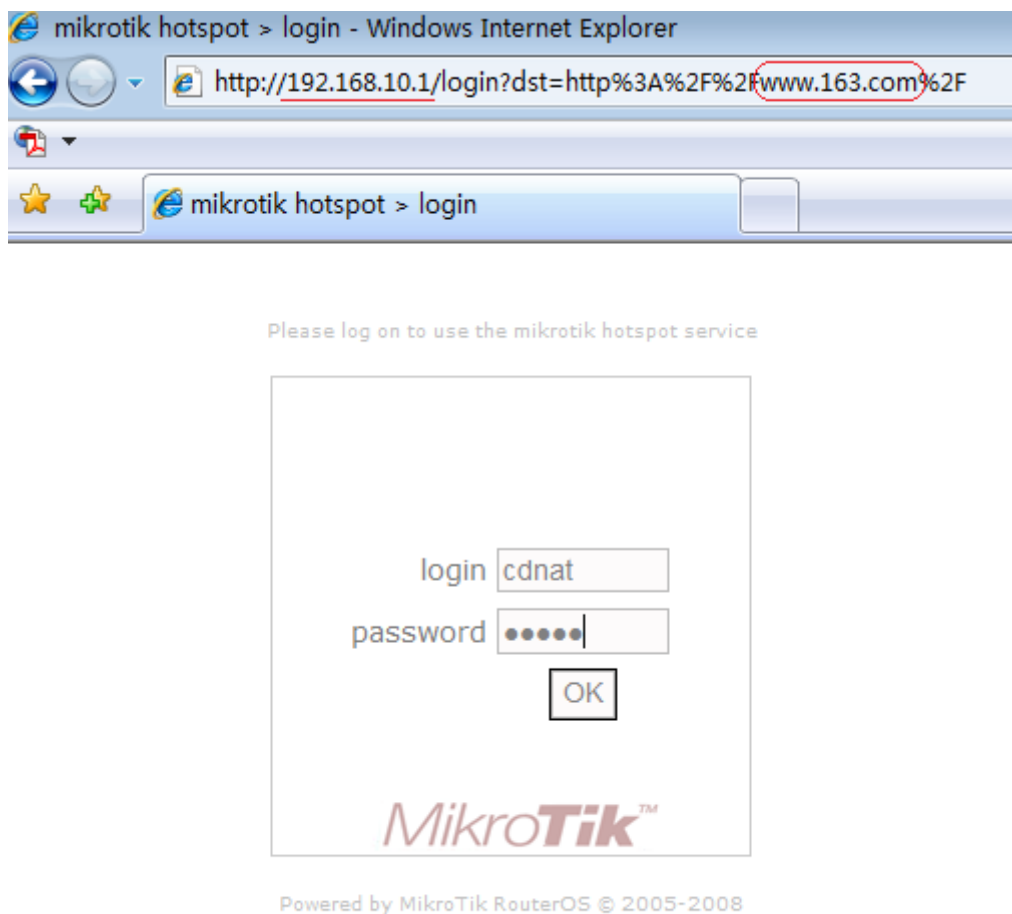 mikrotik hotspot > login - Windows Internet Explorer
http://192.168.10.1/login?dst=http%3A%2F%2Fwww.163.com%2F
mikrotik hotspot > login
Please log on to use the mikrotik hotspot service
login cdnat
password •••••
OK
MikroTik™
Powered by MikroTik RouterOS © 2005-2008